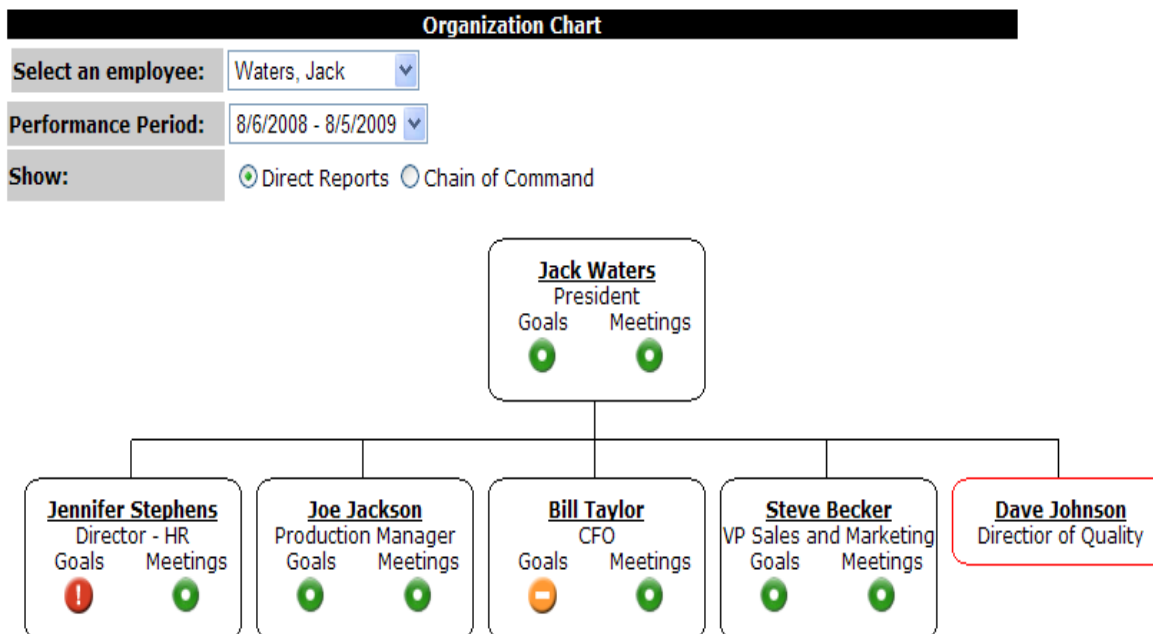 Organization Chart
Select an employee: Waters, Jack
Performance Period: 8/6/2008 - 8/5/2009
Show: Direct Reports Chain of Command
Jack Waters
President
Goals Meetings
Jennifer Stephens
Director - HR
Goals Meetings
Joe Jackson
Production Manager
Goals Meetings
Bill Taylor
CFO
Goals Meetings
Steve Becker
VP Sales and Marketing
Goals Meetings
Dave Johnson
Direction of Quality